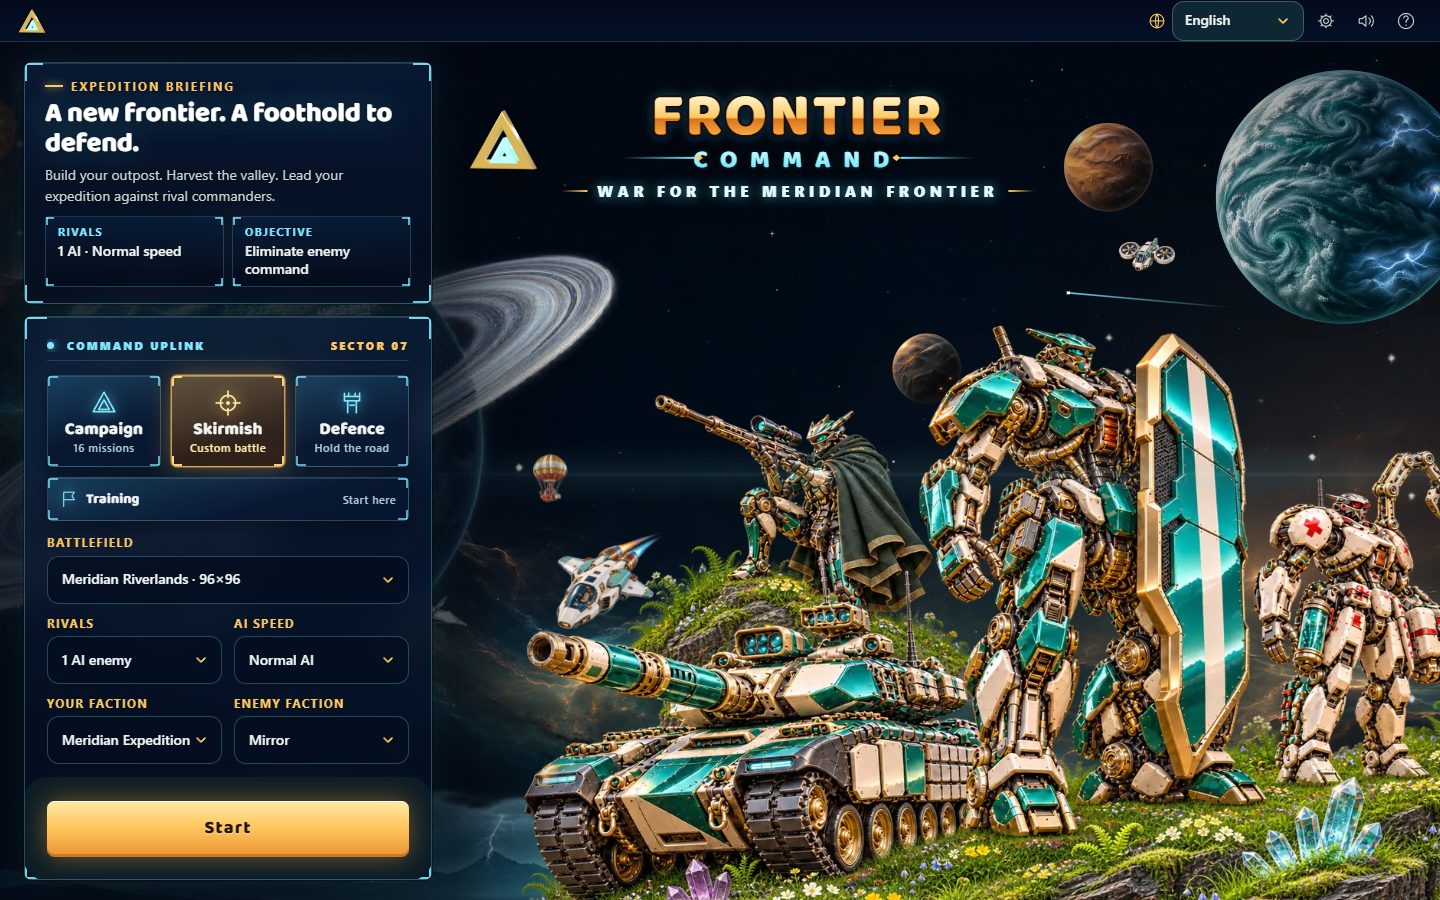 English
EXPEDITION BRIEFING
A new frontier. A foothold to
defend.
Build your outpost. Harvest the valley. Lead your
expedition against rival commanders.
RIVALS
1 AI · Normal speed
OBJECTIVE
Eliminate enemy
command
COMMAND UPLINK
SECTOR 07
Campaign
16 missions
Skirmish
Custom battle
Defence
Hold the road
Training
Start here
BATTLEFIELD
Meridian Riverlands · 96×96
RIVALS
AI SPEED
1 AI enemy
Normal AI
YOUR FACTION
ENEMY FACTION
Meridian Expedition
Mirror
Start
FRONTIER
COMMAND
WAR FOR THE MERIDIAN FRONTIER